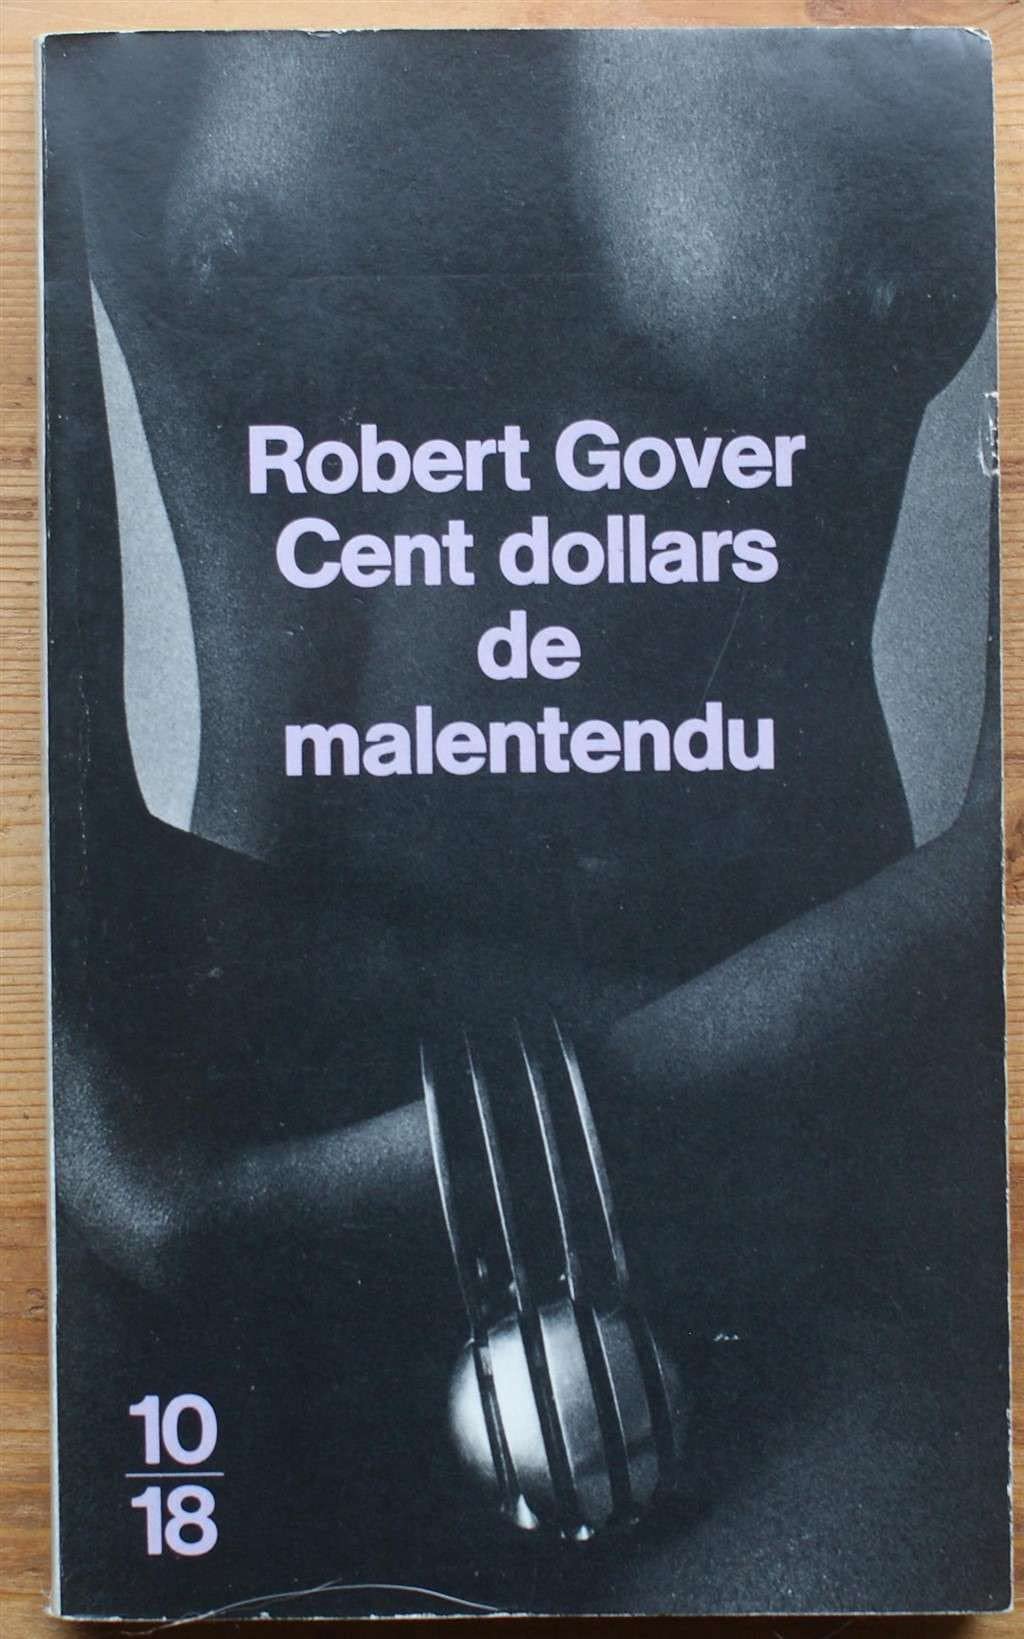 Robert Gover
Cent dollars
de
malentendu
10
18